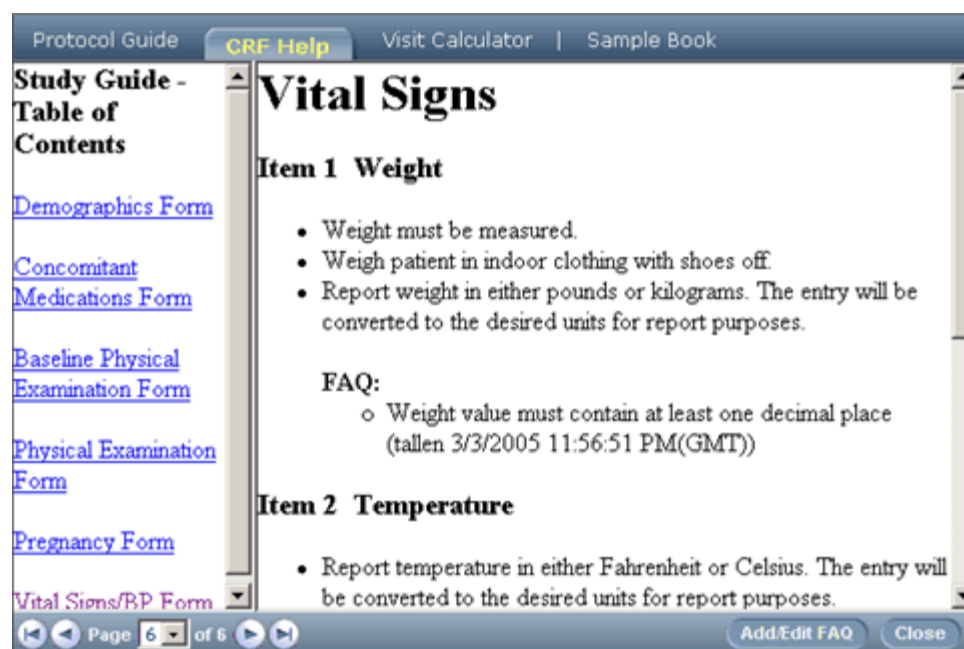 Protocol Guide CRF Help Visit Calculator | Sample Book
Study Guide -
Table of
Contents
Demographics Form
Concomitant
Medications Form
Baseline Physical
Examination Form
Physical Examination
Form
Pregnancy Form
Vital Signs/BP Form
Vital Signs
Item 1 Weight
• Weight must be measured.
• Weigh patient in indoor clothing with shoes off.
• Report weight in either pounds or kilograms. The entry will be
converted to the desired units for report purposes.
FAQ:
o Weight value must contain at least one decimal place
(tallen 3/3/2005 11:56:51 PM(GMT))
Item 2 Temperature
• Report temperature in either Fahrenheit or Celsius. The entry will
be converted to the desired units for report purposes.
Page 6 of 6 Add/Edit FAQ Close